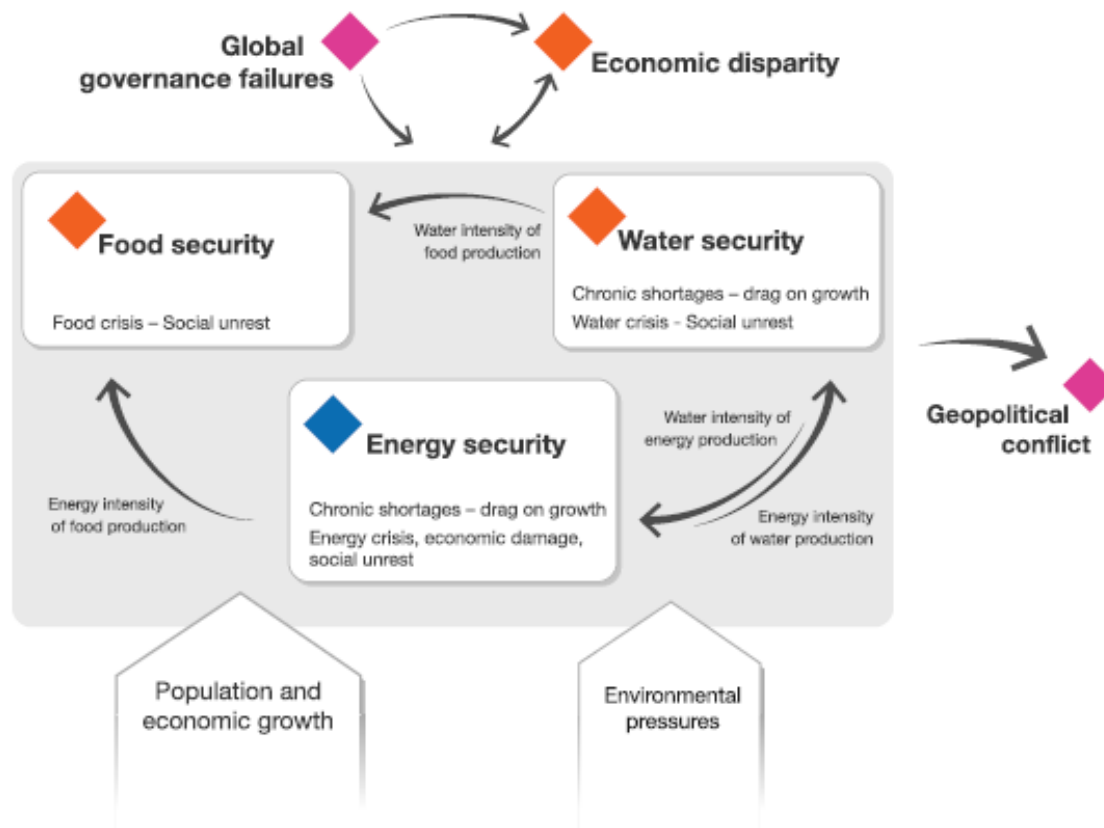 Global
governance failures
Economic disparity
Food security
Food crisis – Social unrest
Water intensity of
food production
Water security
Chronic shortages – drag on growth
Water crisis - Social unrest
Geopolitical
conflict
Energy security
Chronic shortages – drag on growth
Energy crisis, economic damage,
social unrest
Water intensity of
energy production
Energy intensity
of food production
Energy intensity
of water production
Population and
economic growth
Environmental
pressures